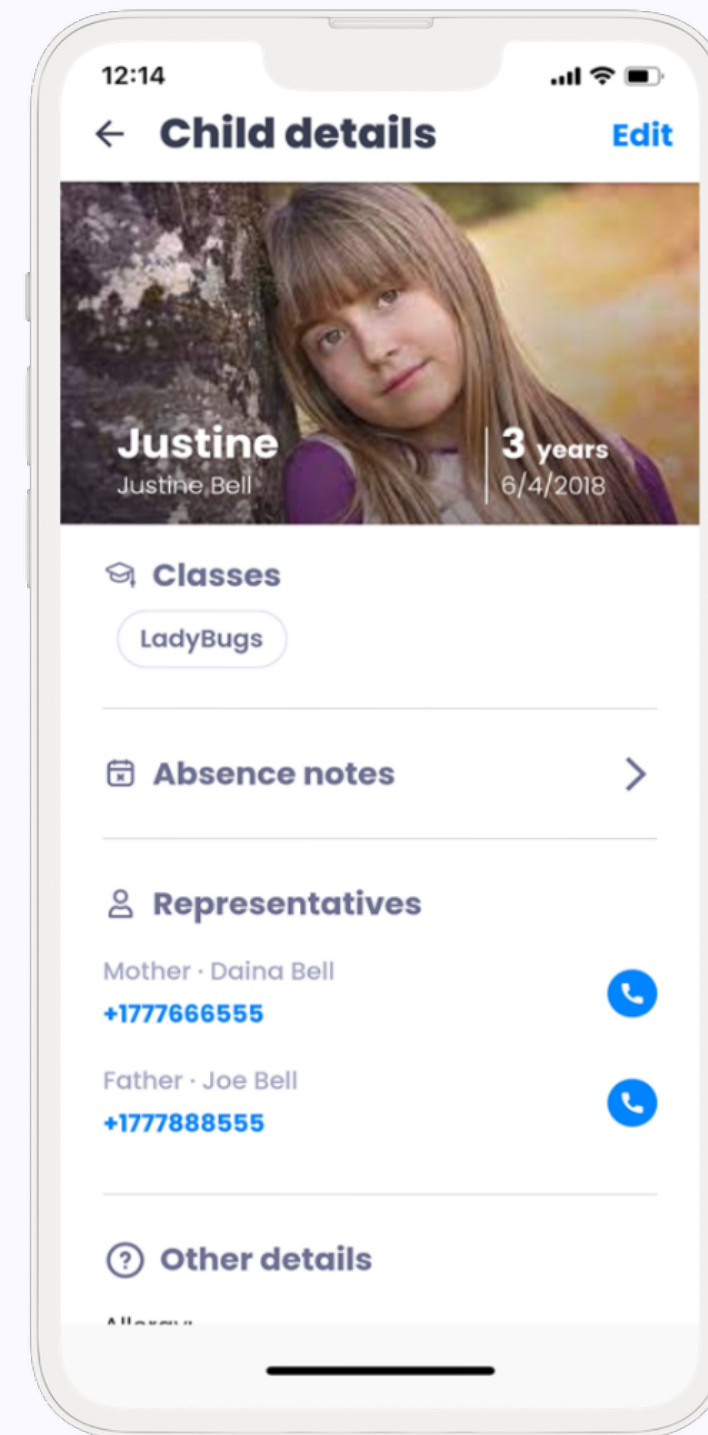 12:14
Child details
Edit
Justine
3 years
Justine Bell
6/4/2018
Classes
LadyBugs
Absence notes
Representatives
Mother · Daina Bell
+1777666555
Father · Joe Bell
+1777888555
Other details
Allergy: